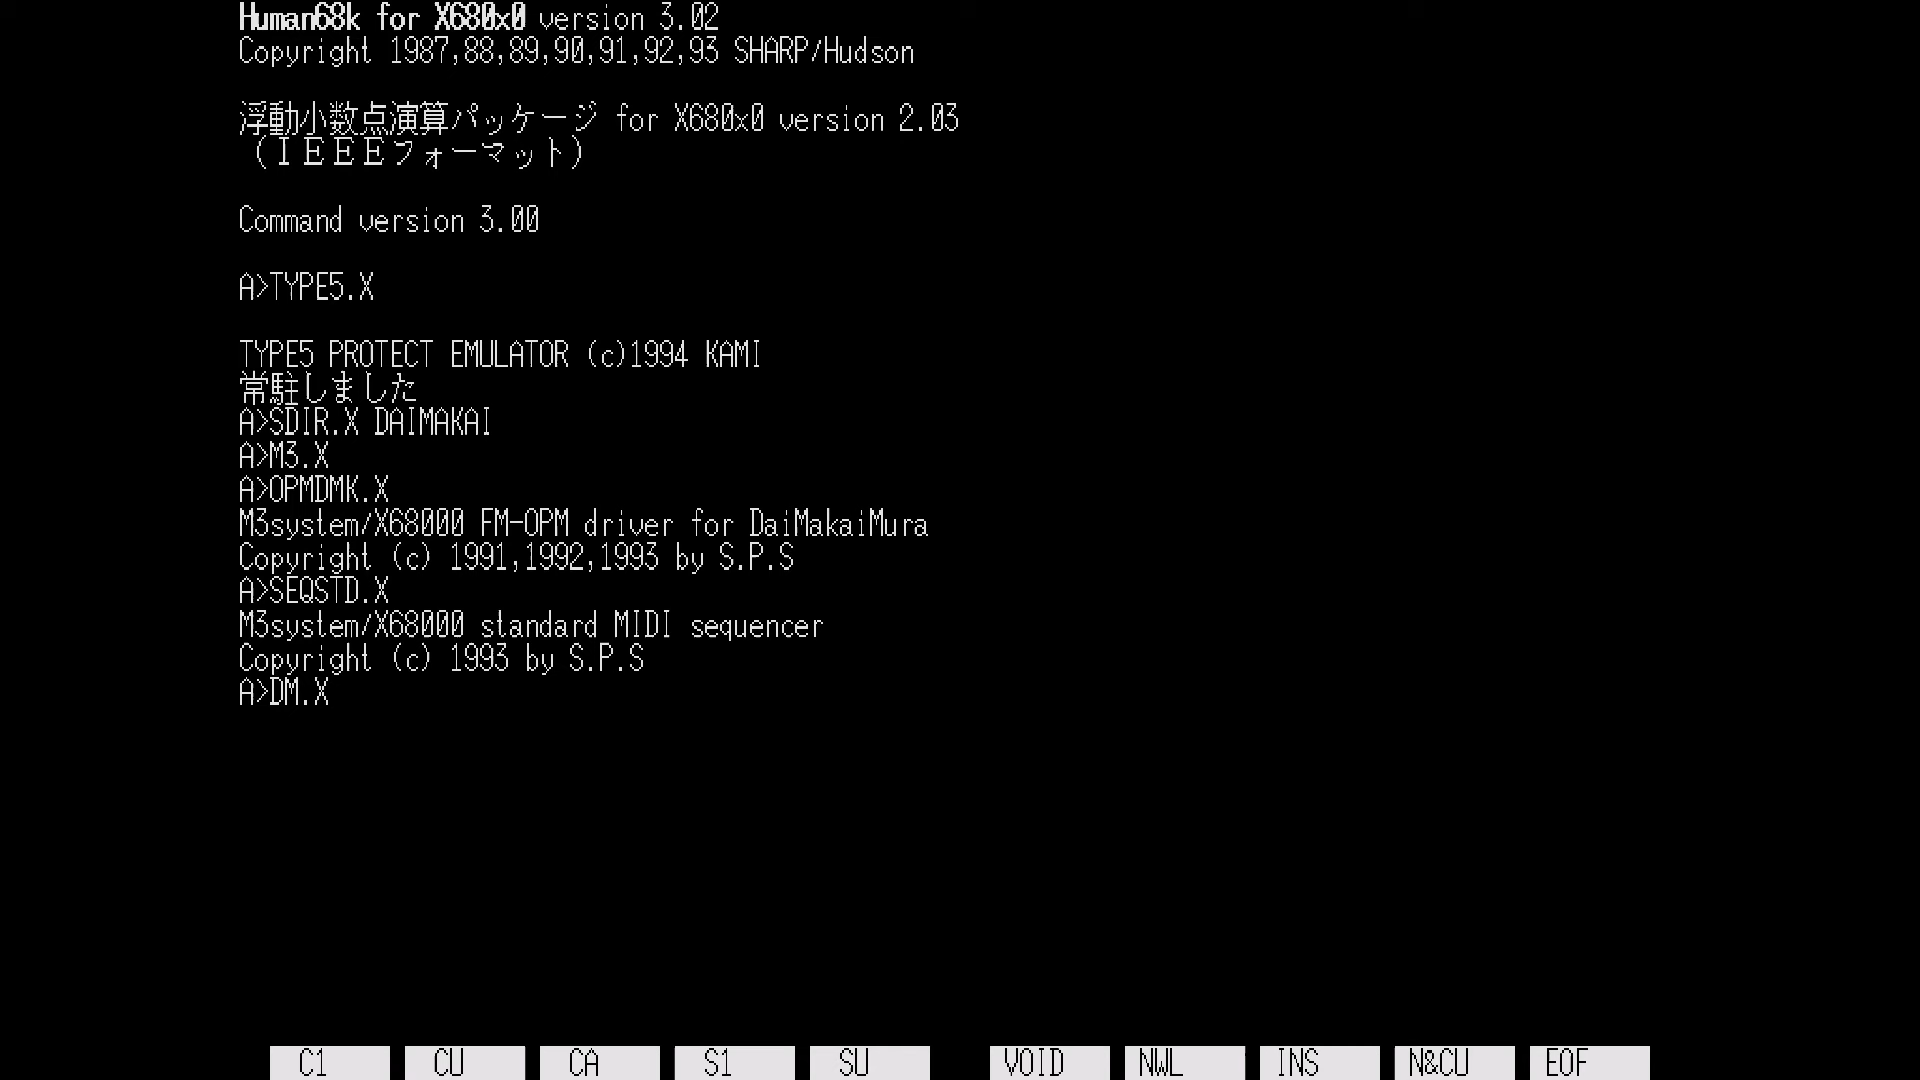 Human68k for X680x0 version 3.02
Copyright 1987,88,89,90,91,92,93 SHARP/Hudson
浮動小数点演算パッケージ for X680x0 version 2.03
（ＩＥＥＥフォーマット）
Command version 3.00
A>TYPE5.X
TYPE5 PROTECT EMULATOR (c)1994 KAMI
常駐しました
A>SDIR.X DAIMAKAI
A>M3.X
A>OPMDMK.X
M3system/X68000 FM-OPM driver for DaiMakaiMura
Copyright (c) 1991,1992,1993 by S.P.S
A>SEQSTD.X
M3system/X68000 standard MIDI sequencer
Copyright (c) 1993 by S.P.S
A>DM.X
C1 CU CA S1 SU VOID NWL INS N&CU EOF